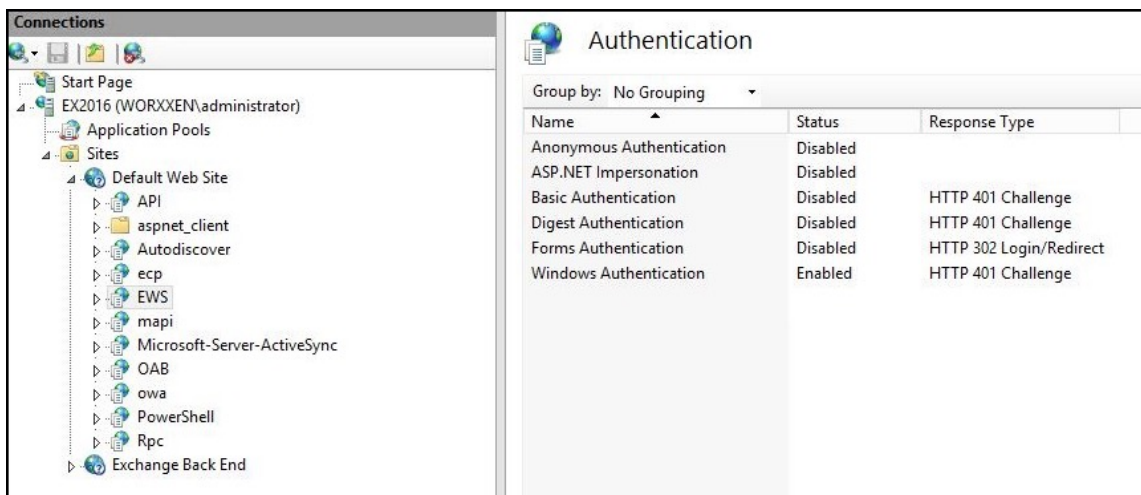 Connections
Start Page
EX2016 (WORXXEN\administrator)
Application Pools
Sites
Default Web Site
API
aspnet_client
Autodiscover
ecp
EWS
mapi
Microsoft-Server-ActiveSync
OAB
owa
PowerShell
Rpc
Exchange Back End
Authentication
Group by: No Grouping
Name Status Response Type
Anonymous Authentication Disabled
ASP.NET Impersonation Disabled
Basic Authentication Disabled HTTP 401 Challenge
Digest Authentication Disabled HTTP 401 Challenge
Forms Authentication Disabled HTTP 302 Login/Redirect
Windows Authentication Enabled HTTP 401 Challenge